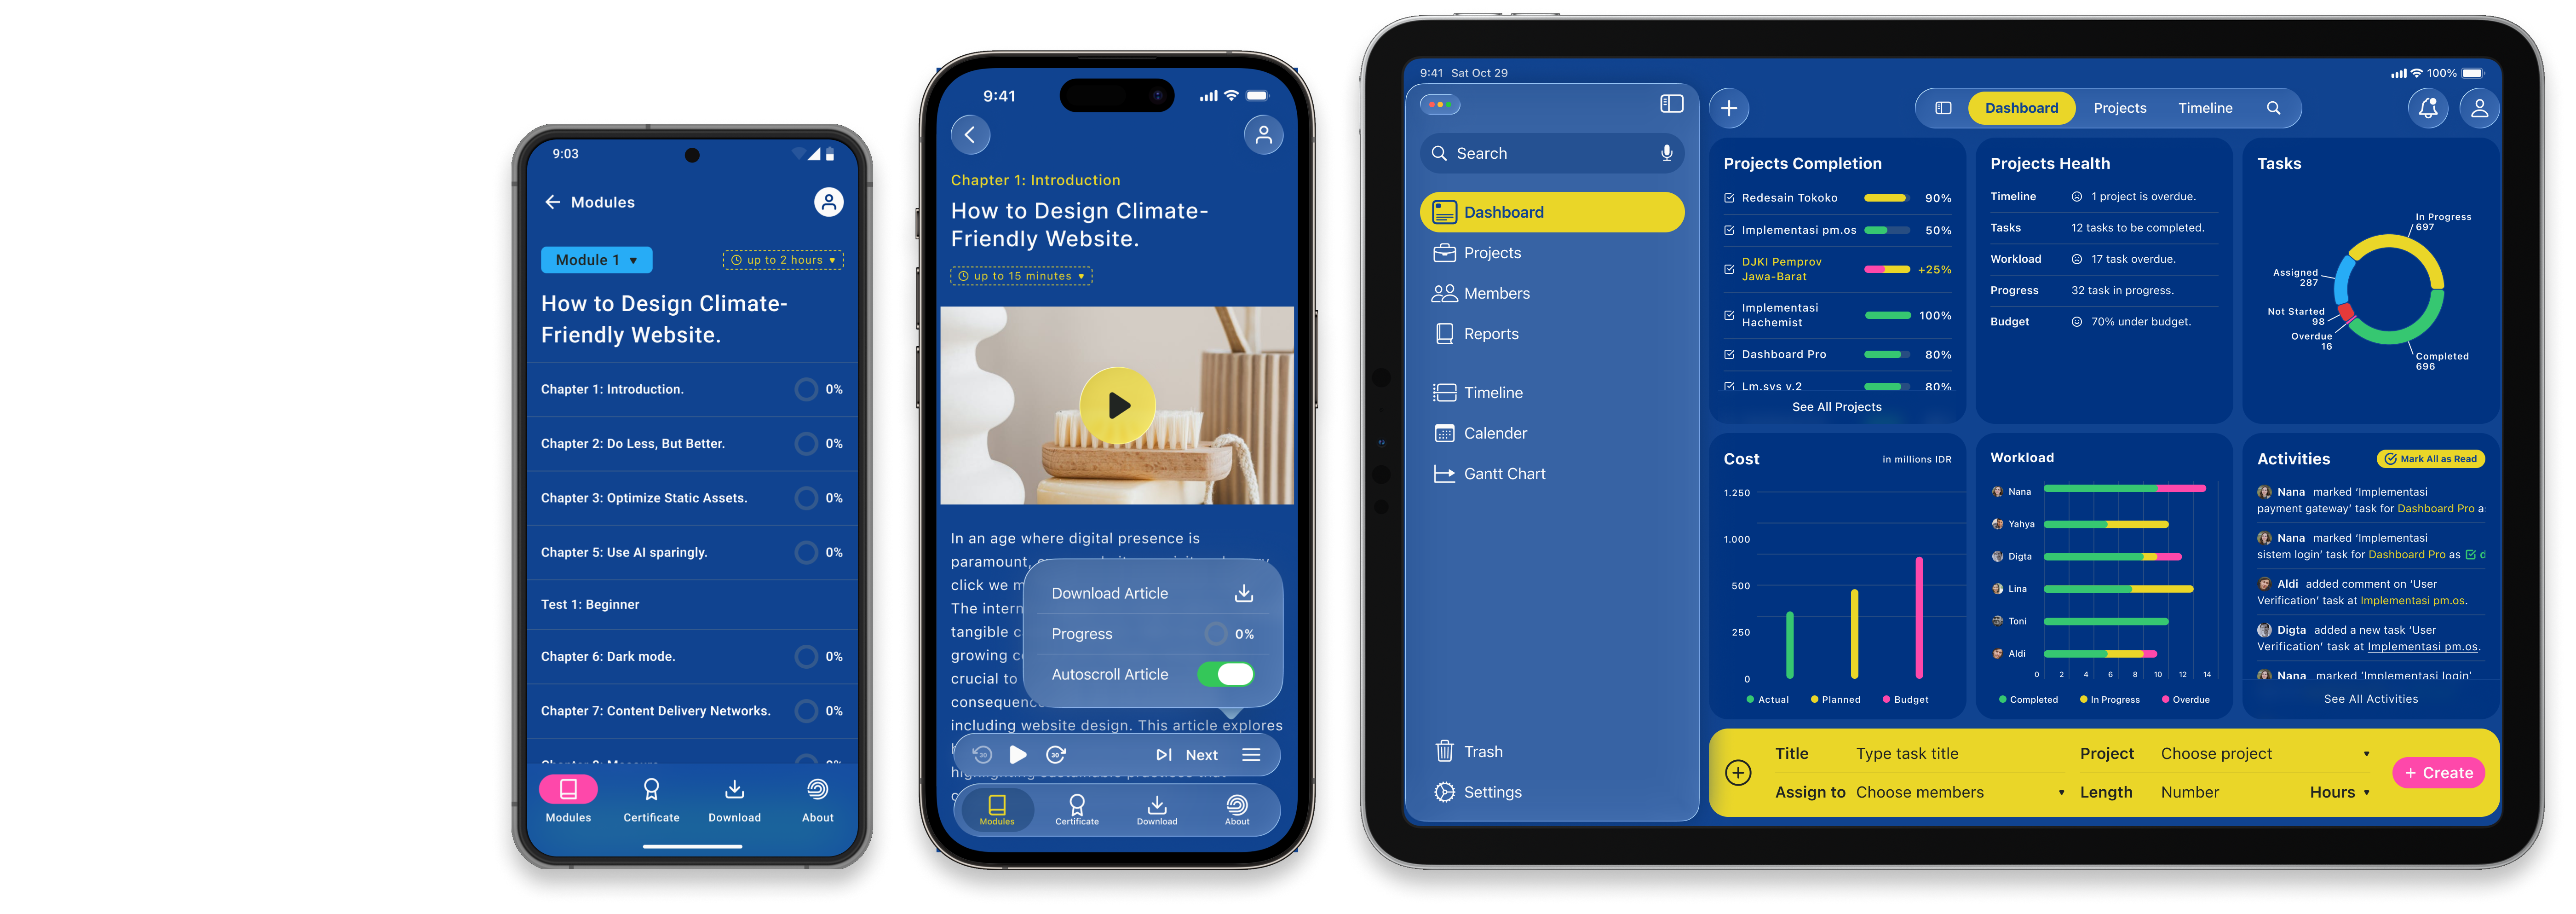 9:03
Modules
Module 1
up to 2 hours
How to Design Climate-
Friendly Website.
Chapter 1: Introduction.
0%
Chapter 2: Do Less, But Better.
0%
Chapter 3: Optimize Static Assets.
0%
Chapter 5: Use AI sparingly.
0%
Test 1: Beginner
Chapter 6: Dark mode.
0%
Chapter 7: Content Delivery Networks.
0%
Modules
Certificate
Download
About
9:41
Chapter 1: Introduction
How to Design Climate-
Friendly Website.
up to 15 minutes
In an age where digital presence is
paramount,
click we m
The intern
tangible c
growing c
crucial to
consequenc
including website design. This article explores
Download Article
Progress
0%
Autoscroll Article
30
30
Next
Modules
Certificate
Download
About
9:41 Sat Oct 29
100%
Search
Dashboard
Projects
Members
Reports
Timeline
Calender
Gantt Chart
Trash
Settings
Dashboard
Projects
Timeline
Projects Completion
Redesain Tokoko
90%
Implementasi pm.os
50%
DJKI Pemprov
Jawa-Barat
+25%
Implementasi
Hachemist
100%
Dashboard Pro
80%
Lm.sys v.2
80%
See All Projects
Projects Health
Timeline
1 project is overdue.
Tasks
12 tasks to be completed.
Workload
17 task overdue.
Progress
32 task in progress.
Budget
70% under budget.
Tasks
In Progress
697
Assigned
287
Not Started
98
Overdue
16
Completed
696
Cost
in millions IDR
1.250
1.000
500
250
0
Actual
Planned
Budget
Workload
Nana
Yahya
Digta
Lina
Toni
Aldi
0 2 4 6 8 10 12 14
Completed
In Progress
Overdue
Activities
Mark All as Read
Nana marked ‘Implementasi
payment gateway’ task for Dashboard Pro as
Nana marked ‘Implementasi
sistem login’ task for Dashboard Pro as d
Aldi added comment on ‘User
Verification’ task at Implementasi pm.os.
Digta added a new task ‘User
Verification’ task at Implementasi pm.os.
Nana marked ‘Implementasi login’
See All Activities
Title
Type task title
Project
Choose project
Assign to
Choose members
Length
Number
Hours
+ Create